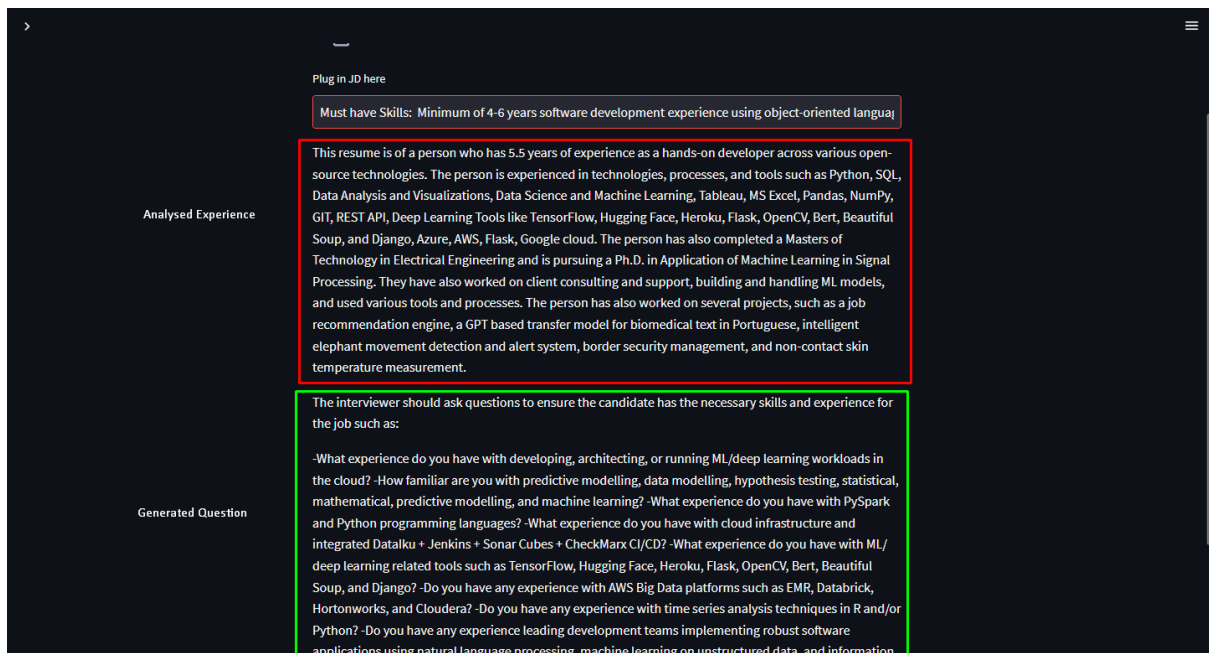 Plug in JD here
Must have Skills: Minimum of 4-6 years software development experience using object-oriented
This resume is of a person who has 5.5 years of experience as a hands-on developer across various open-
source technologies. The person is experienced in technologies, processes, and tools such as Python, SQL,
Data Analysis and Visualizations, Data Science and Machine Learning, Tableau, MS Excel, Pandas, NumPy,
Analysed Experience
GIT, REST API, Deep Learning Tools like TensorFlow, Hugging Face, Heroku, Flask, OpenCV, Bert, Beautiful
Soup, and Django, Azure, AWS, Flask, Google cloud. The person has also completed a Masters of
Technology in Electrical Engineering and is pursuing a Ph.D. in Application of Machine Learning in Signal
Processing. They have also worked on client consulting and support, building and handling ML models,
and used various tools and processes. The person has also worked on several projects, such as a job
recommendation engine, a GPT based transfer model for biomedical text in Portuguese, intelligent
elephant movement detection and alert system, border security management, and non-contact skin
temperature measurement.
The interviewer should ask questions to ensure the candidate has the necessary skills and experience for
the job such as:
-What experience do you have with developing, architecting, or running ML/deep learning workloads in
the cloud? -How familiar are you with predictive modelling, data modelling, hypothesis testing, statistical,
mathematical, predictive modelling, and machine learning? -What experience do you have with PySpark
Generated Question
and Python programming languages? -What experience do you have with cloud infrastructure and
integrated Datalku + Jenkins + Sonar Cubes + CheckMarx CI/CD? -What experience do you have with ML/
deep learning related tools such as TensorFlow, Hugging Face, Heroku, Flask, OpenCV, Bert, Beautiful
Soup, and Django? -Do you have any experience with AWS Big Data platforms such as EMR, Databrick,
Hortonworks, and Cloudera? -Do you have any experience with time series analysis techniques in R and/or
Python? -Do you have any experience leading development teams implementing robust software
applications using natural language processing, machine learning on unstructured data, and information